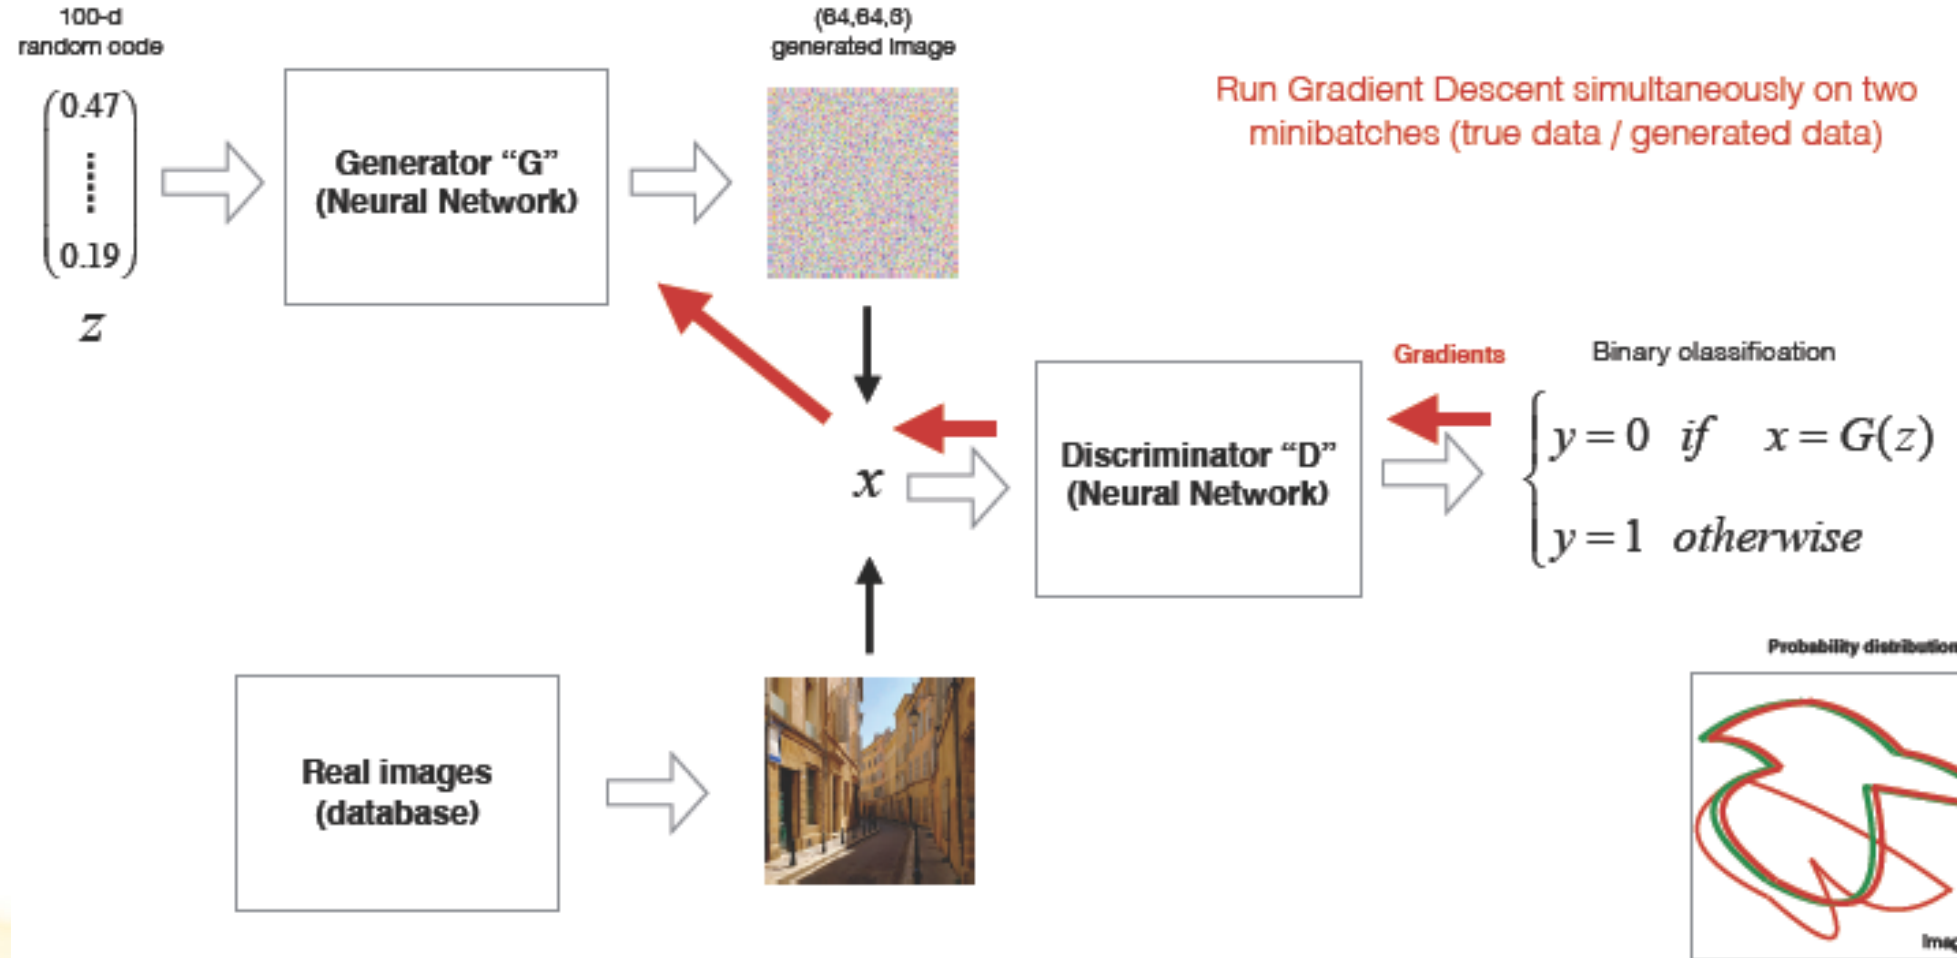 100-d
random code
(64,64,3)
generated image
Run Gradient Descent simultaneously on two
minibatches (true data / generated data)
(0.47)
0.19
z
Generator “G”
(Neural Network)
Gradients
Binary classification
y = 0 if x = G(z)
y = 1 otherwise
x
Discriminator “D”
(Neural Network)
Real images
(database)
Probability distribution